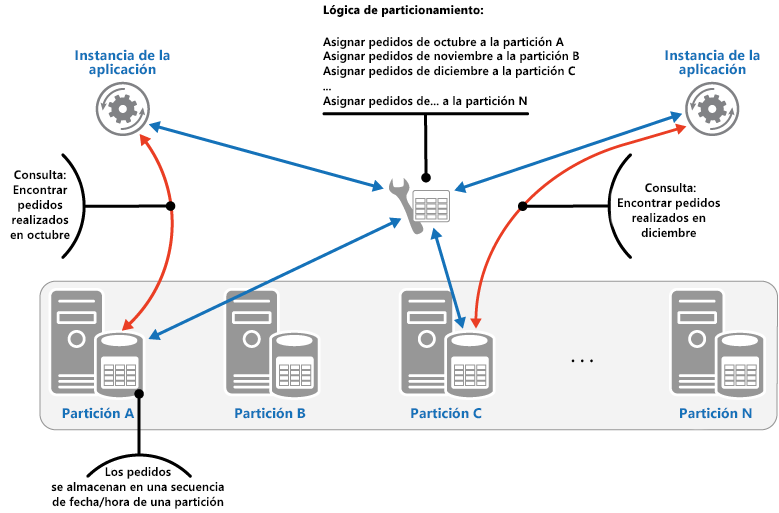 Lógica de particionamiento:
Asignar pedidos de octubre a la partición A
Asignar pedidos de noviembre a la partición B
Asignar pedidos de diciembre a la partición C
...
Asignar pedidos de... a la partición N
Instancia de la
aplicación
Instancia de la
aplicación
Consulta:
Encontrar
pedidos
realizados
en octubre
Consulta:
Encontrar pedidos
realizados en
diciembre
. . .
Partición A
Partición B
Partición C
Partición N
Los pedidos
se almacenan en una secuencia
de fecha/hora de una partición